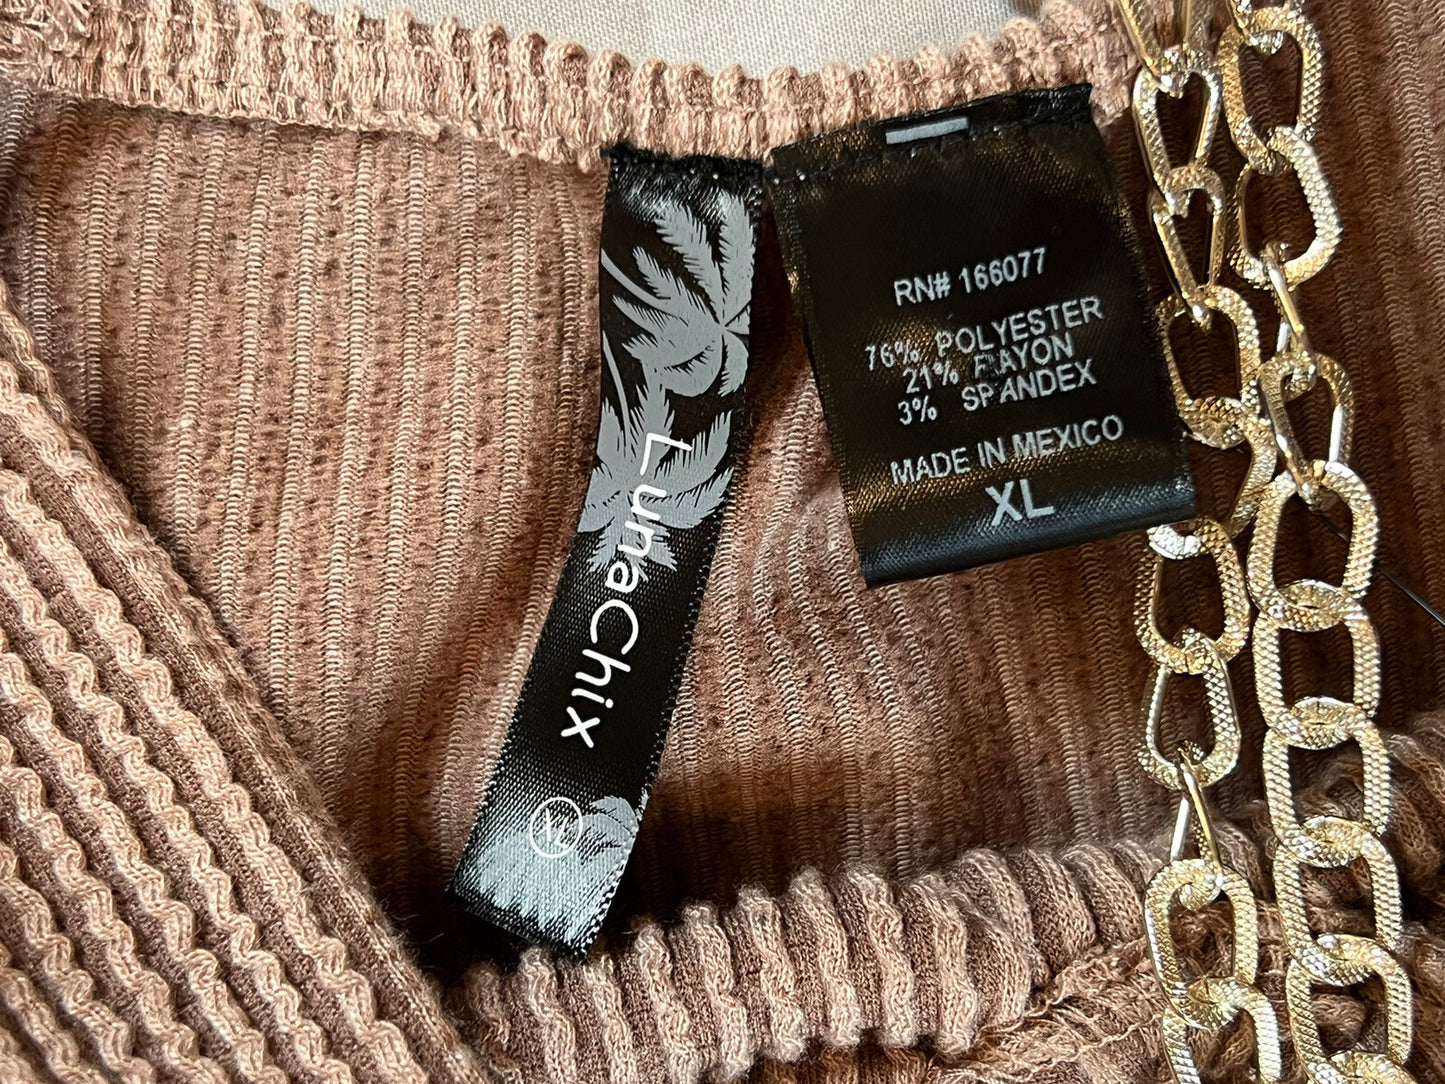 LunaChix
RN# 166077
76% POLYESTER
21% RAYON
3% SPANDEX
MADE IN MEXICO
XL